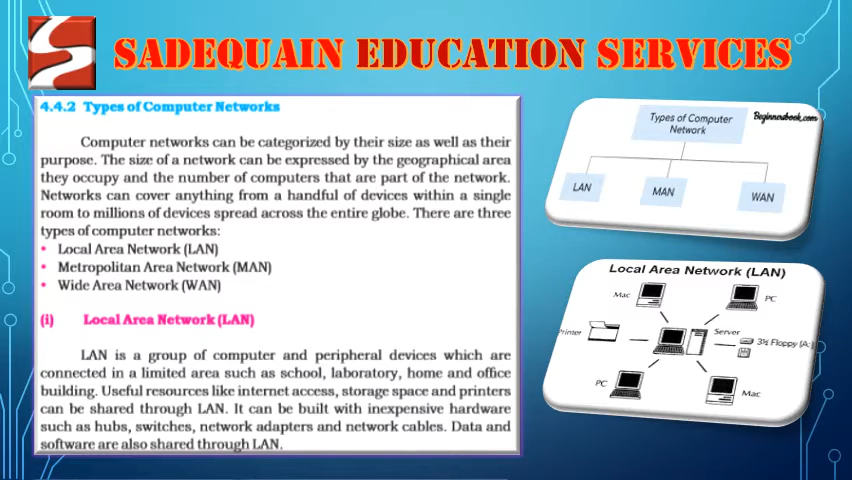 SADEQUAIN EDUCATION SERVICES
4.4.2 Types of Computer Networks
Computer networks can be categorized by their size as well as their
purpose. The size of a network can be expressed by the geographical area
they occupy and the number of computers that are part of the network.
Networks can cover anything from a handful of devices within a single
room to millions of devices spread across the entire globe. There are three
types of computer networks:
• Local Area Network (LAN)
• Metropolitan Area Network (MAN)
• Wide Area Network (WAN)
(i) Local Area Network (LAN)
LAN is a group of computer and peripheral devices which are
connected in a limited area such as school, laboratory, home and office
building. Useful resources like internet access, storage space and printers
can be shared through LAN. It can be built with inexpensive hardware
such as hubs, switches, network adapters and network cables. Data and
software are also shared through LAN.
Types of Computer
Network
Beginnersbook.com
LAN
MAN
WAN
Local Area Network (LAN)
Mac
PC
Printer
Server
3½ Floppy (A:)
PC
Mac